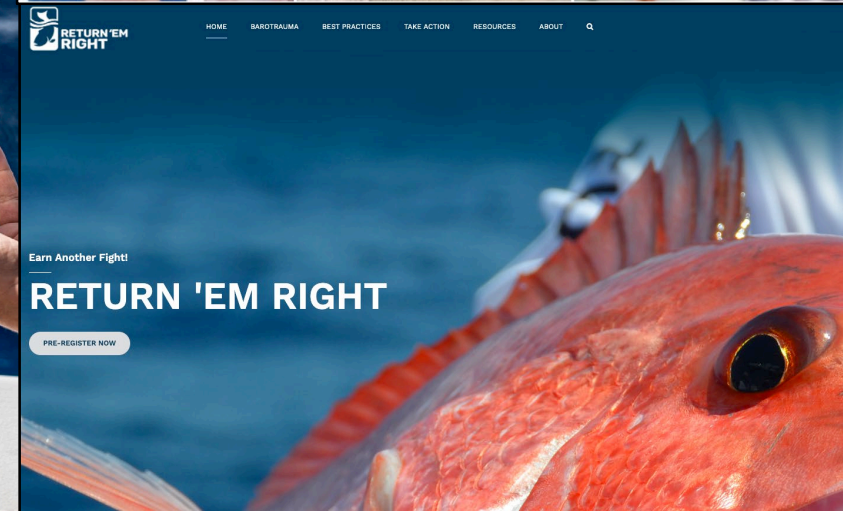 RETURN 'EM
RIGHT
HOME BAROTRAUMA BEST PRACTICES TAKE ACTION RESOURCES ABOUT
Earn Another Fight!
RETURN 'EM RIGHT
PRE-REGISTER NOW